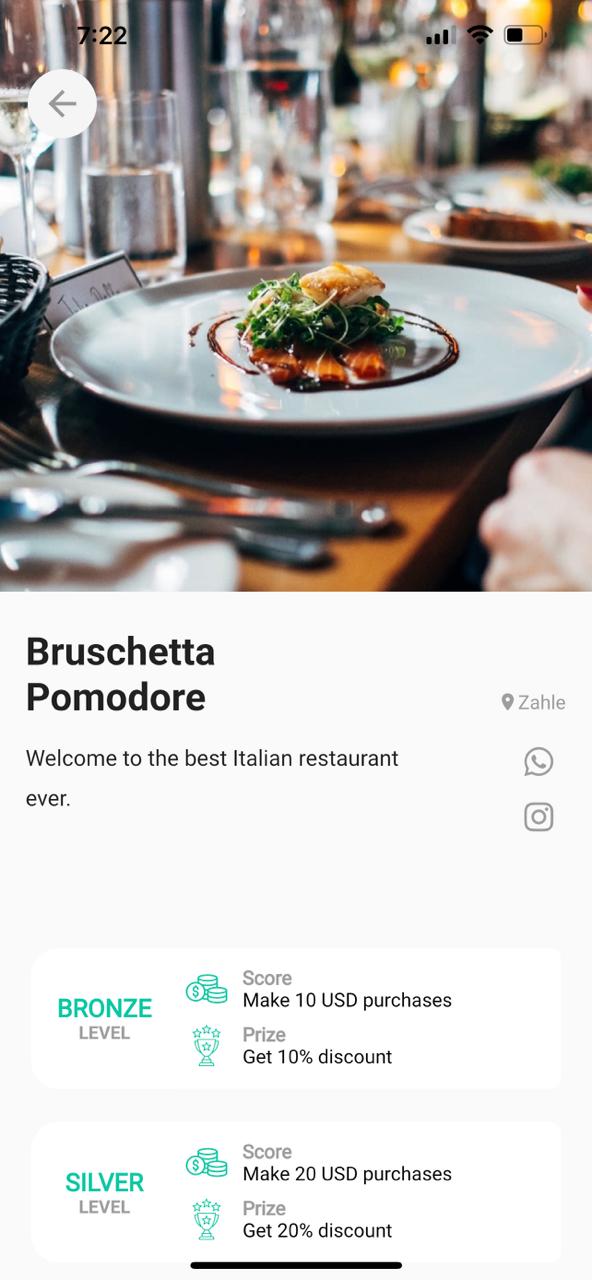 7:22
Bruschetta
Pomodore
Zahle
Welcome to the best Italian restaurant
ever.
BRONZE
LEVEL
Score
Make 10 USD purchases
Prize
Get 10% discount
SILVER
LEVEL
Score
Make 20 USD purchases
Prize
Get 20% discount